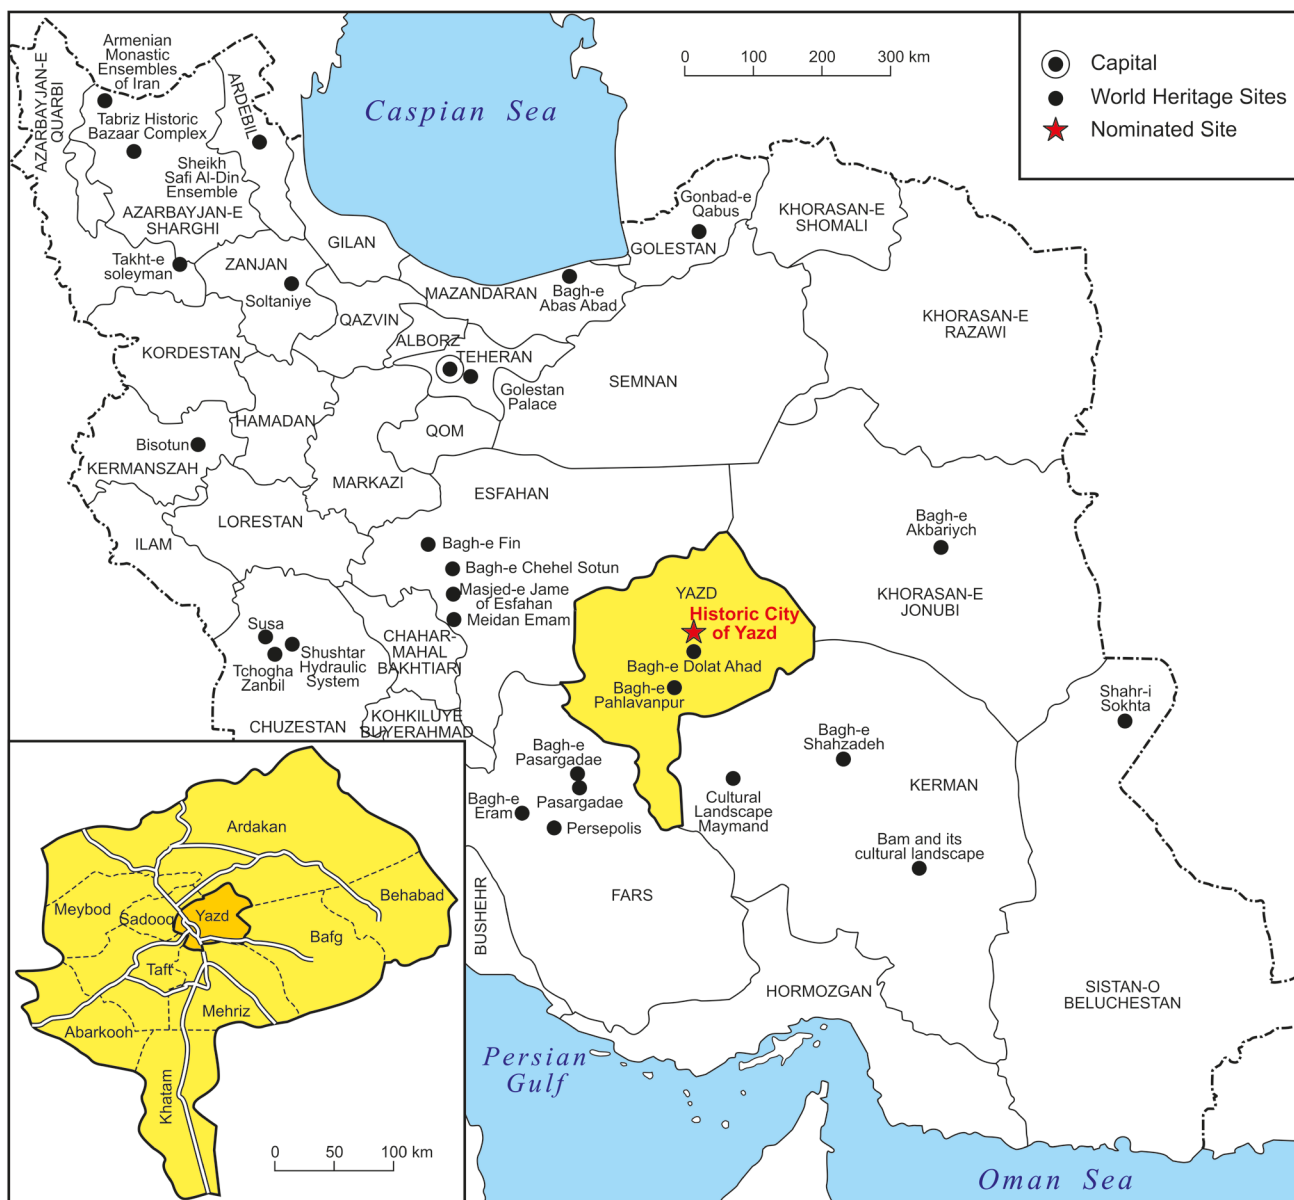 Armenian
Monastic
Ensembles
of Iran
AZARBAYJAN-E
QUARBI
Tabriz Historic
Bazaar Complex
ARDEBIL
Sheikh
Safi Al-Din
Ensemble
AZARBAYJAN-E
SHARGHI
Takht-e
soleyman
ZANJAN
Soltaniye
GILAN
Caspian Sea
0 100 200 300 km
Capital
World Heritage Sites
Nominated Site
Gonbad-e
Qabus
GOLESTAN
KHORASAN-E
SHOMALI
KHORASAN-E
RAZAWI
MAZANDARAN
Bagh-e
Abas Abad
QAZVIN
ALBORZ
TEHERAN
Golestan
Palace
SEMNAN
KORDESTAN
HAMADAN
QOM
Bisotun
KERMANSZAH
MARKAZI
ESFAHAN
LORESTAN
ILAM
Bagh-e Fin
Bagh-e Chehel Sotun
Masjed-e Jame
of Esfahan
Meidan Emam
Bagh-e
Akbariych
KHORASAN-E
JONUBI
YAZD
Historic City
of Yazd
Bagh-e Dolat Ahad
Bagh-e
Pahlavanpur
Susa
Tchogha
Zanbil
Shushtar
Hydraulic
System
CHAHAR-
MAHAL
BAKHTIARI
CHUZESTAN
KOHKILUYE
BUYERAHMAD
Shahr-i
Sokhta
Bagh-e
Shahzadeh
KERMAN
Cultural
Landscape
Maymand
Bam and its
cultural landscape
Bagh-e
Pasargadae
Pasargadae
Bagh-e
Eram
Persepolis
FARS
BUSHEHR
HORMOZGAN
SISTAN-O
BELUCHESTAN
Persian
Gulf
Oman Sea
Ardakan
Behabad
Meybod
Sadooq
Yazd
Bafg
Taft
Mehriz
Abarkooh
Khatam
0 50 100 km